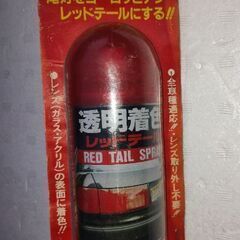 レッドテールにする!!
●レンズ(ガラス・アクリル)の表面に着色!!
●全車種適応!!・レンズ取り外し不要!!
透明着色
レッドテー
RED TAIL SPRA